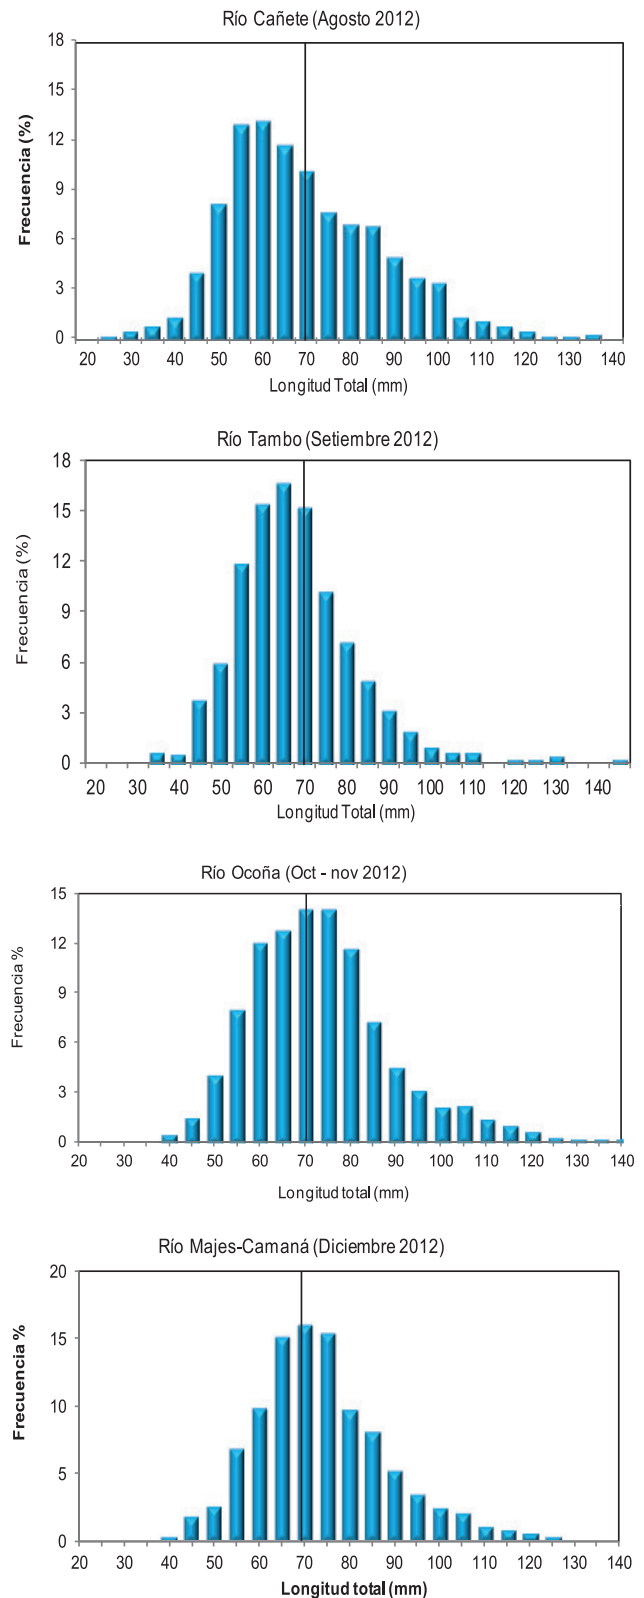 Río Cañete (Agosto 2012)
18
15
12
9
6
3
0
Frecuencia (%)
20 30 40 50 60 70 80 90 100 110 120 130 140
Longitud Total (mm)
Río Tambo (Setiembre 2012)
18
15
12
9
6
3
0
Frecuencia (%)
20 30 40 50 60 70 80 90 100 110 120 130 140
Longitud Total (mm)
Río Ocoña (Oct - nov 2012)
15
12
9
6
3
0
Frecuencia %
20 30 40 50 60 70 80 90 100 110 120 130 140
Longitud total (mm)
Río Majes-Camaná (Diciembre 2012)
20
15
10
5
0
Frecuencia %
20 30 40 50 60 70 80 90 100 110 120 130 140
Longitud total (mm)